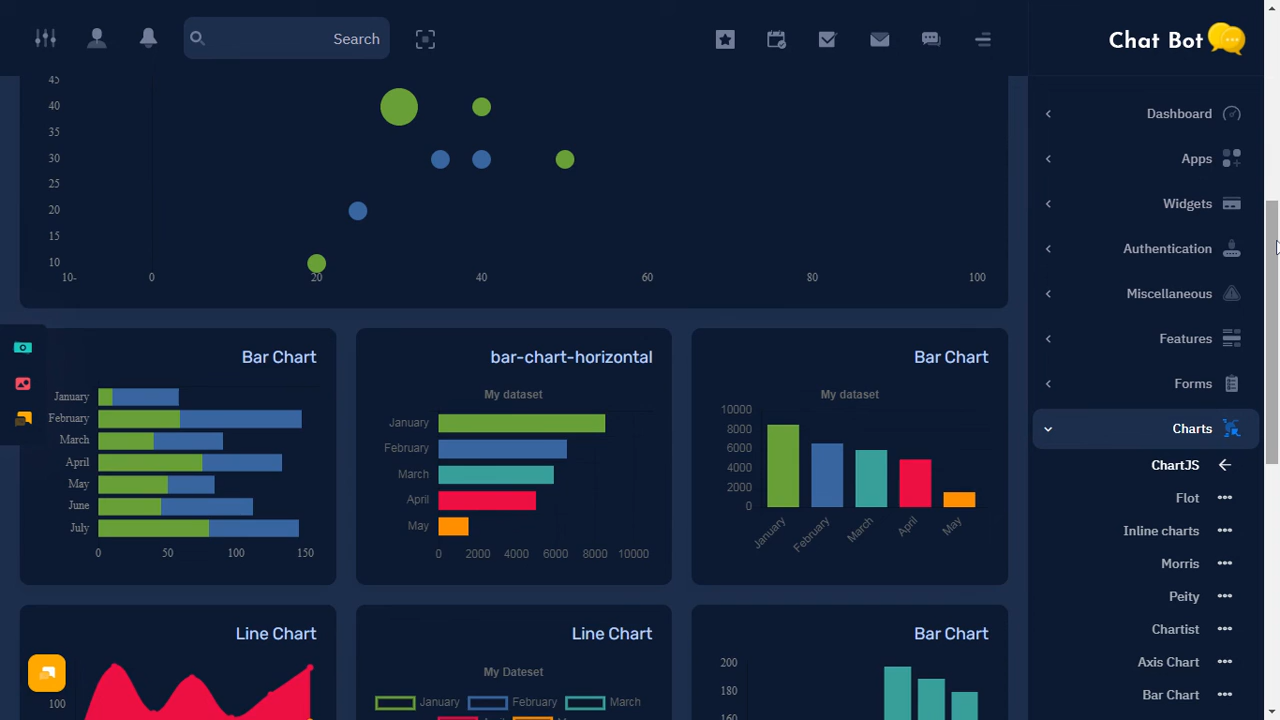 Search
Chat Bot
45
40
35
30
25
20
15
10
10-
0
20
40
60
80
100
Bar Chart
January
February
March
April
May
June
July
0
50
100
150
bar-chart-horizontal
My dataset
January
February
March
April
May
0
2000
4000
6000
8000
10000
Bar Chart
My dataset
10000
8000
6000
4000
2000
0
January
February
March
April
May
Line Chart
100
Line Chart
My Dataset
January
February
March
Bar Chart
200
180
Dashboard
Apps
Widgets
Authentication
Miscellaneous
Features
Forms
Charts
ChartJS
Flot
Inline charts
Morris
Peity
Chartist
Axis Chart
Bar Chart